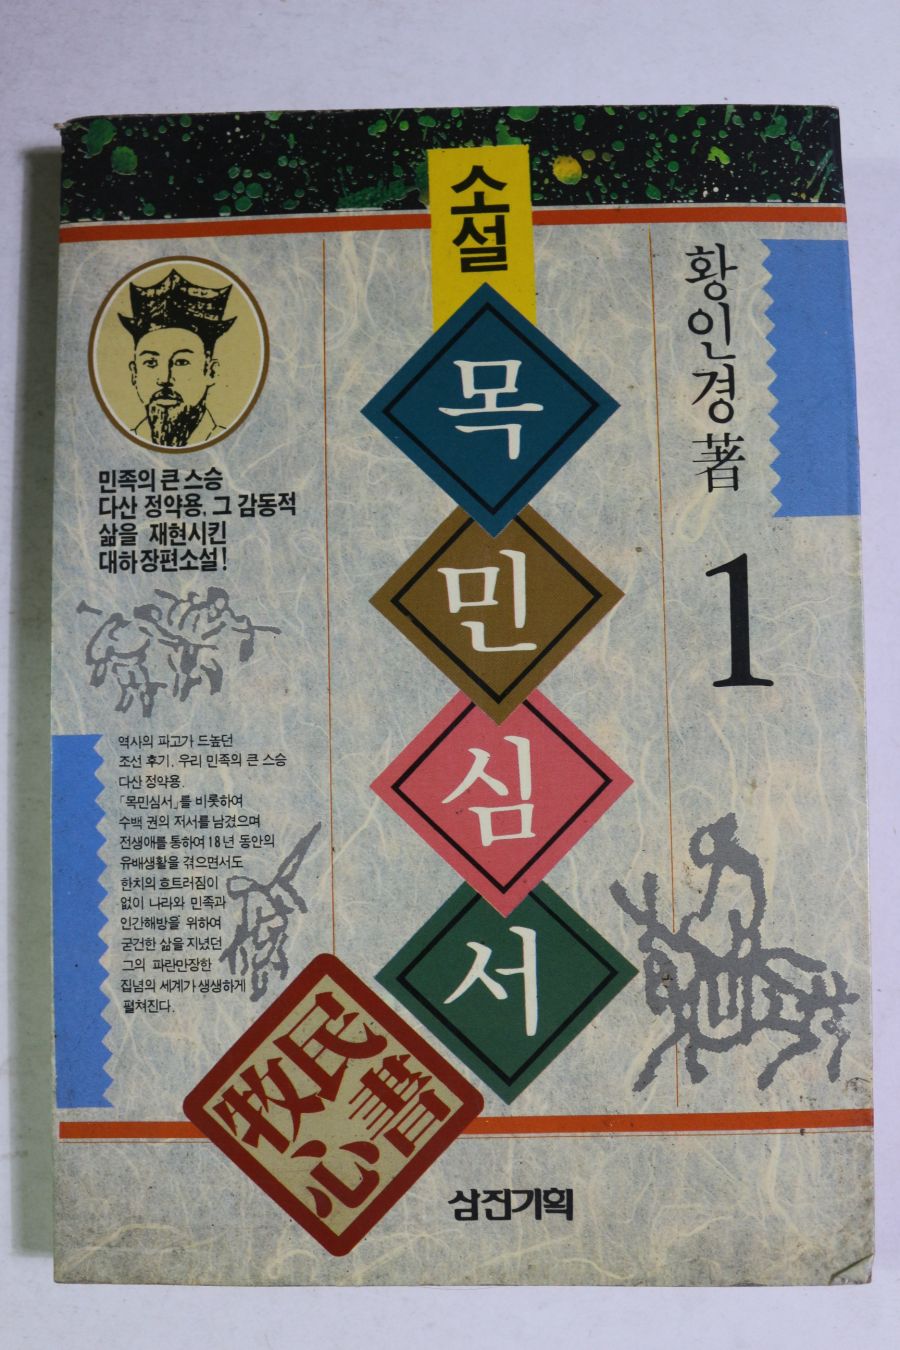 소설
목민심서
황인경 著
1
민족의 큰 스승
다산 정약용, 그 감동적
삶을 재현시킨
대하 장편소설!
역사의 파고가 드높던
조선 후기, 우리 민족의 큰 스승
다산 정약용.
「목민심서」를 비롯하여
수백 권의 저서를 남겼으며
전생애를 통하여 18년 동안의
유배생활을 겪으면서도
한치의 흐트러짐이
없이 나라와 민족과
인간해방을 위하여
굳건한 삶을 지녔던
그의 파란만장한
집념의 세계가 생생하게
펼쳐진다.
牧民
心書
삼진기획